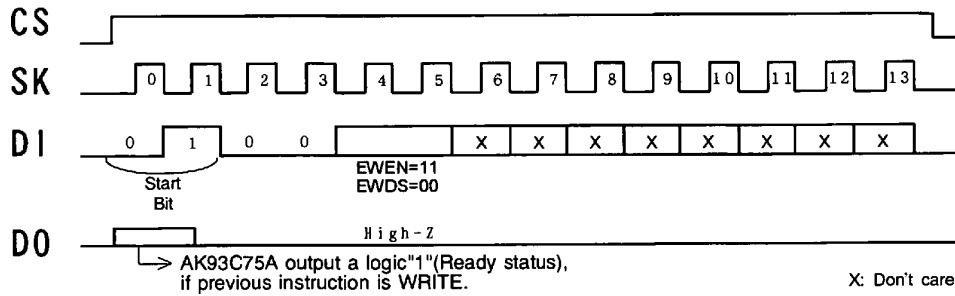 CS
SK 0 1 2 3 4 5 6 7 8 9 10 11 12 13
DI 0 1 0 0 X X X X X X X X
Start
Bit
EWEN=11
EWDS=00
DO High-Z
AK93C75A output a logic"1"(Ready status),
if previous instruction is WRITE.
X: Don't care